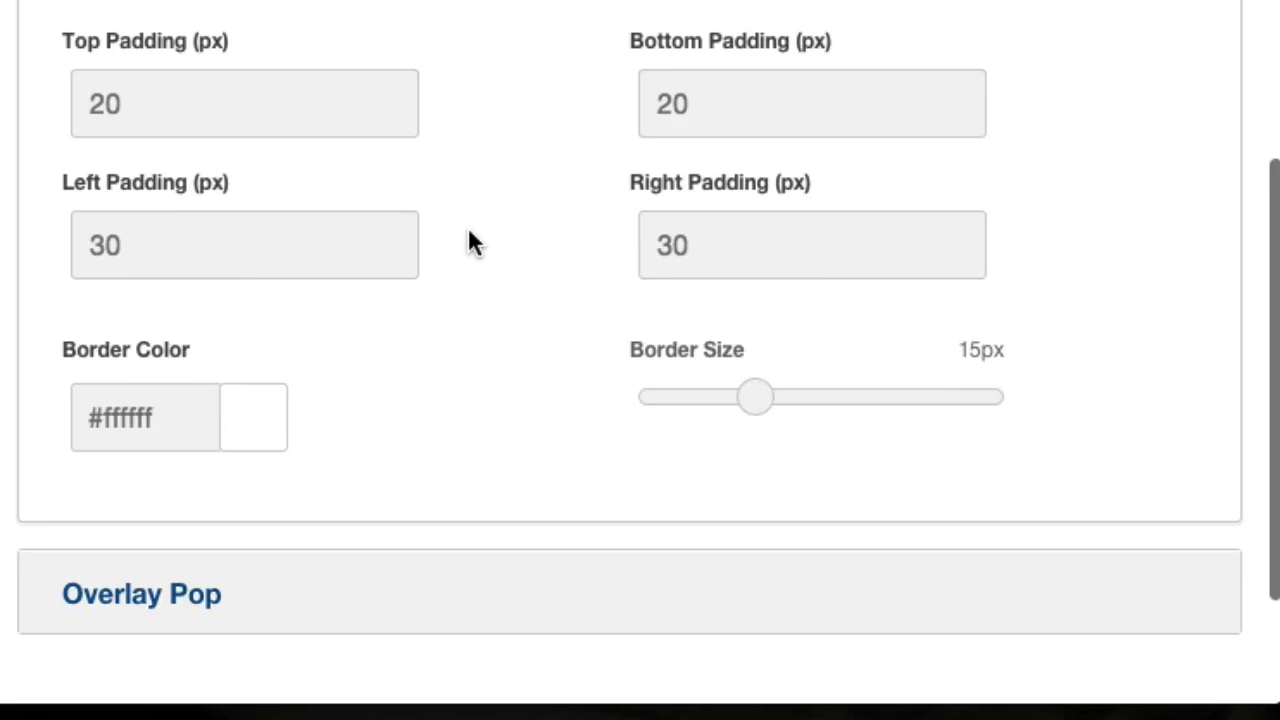 Top Padding (px) Bottom Padding (px)
20 20
Left Padding (px) Right Padding (px)
30 30
Border Color Border Size 15px
#ffffff
Overlay Pop